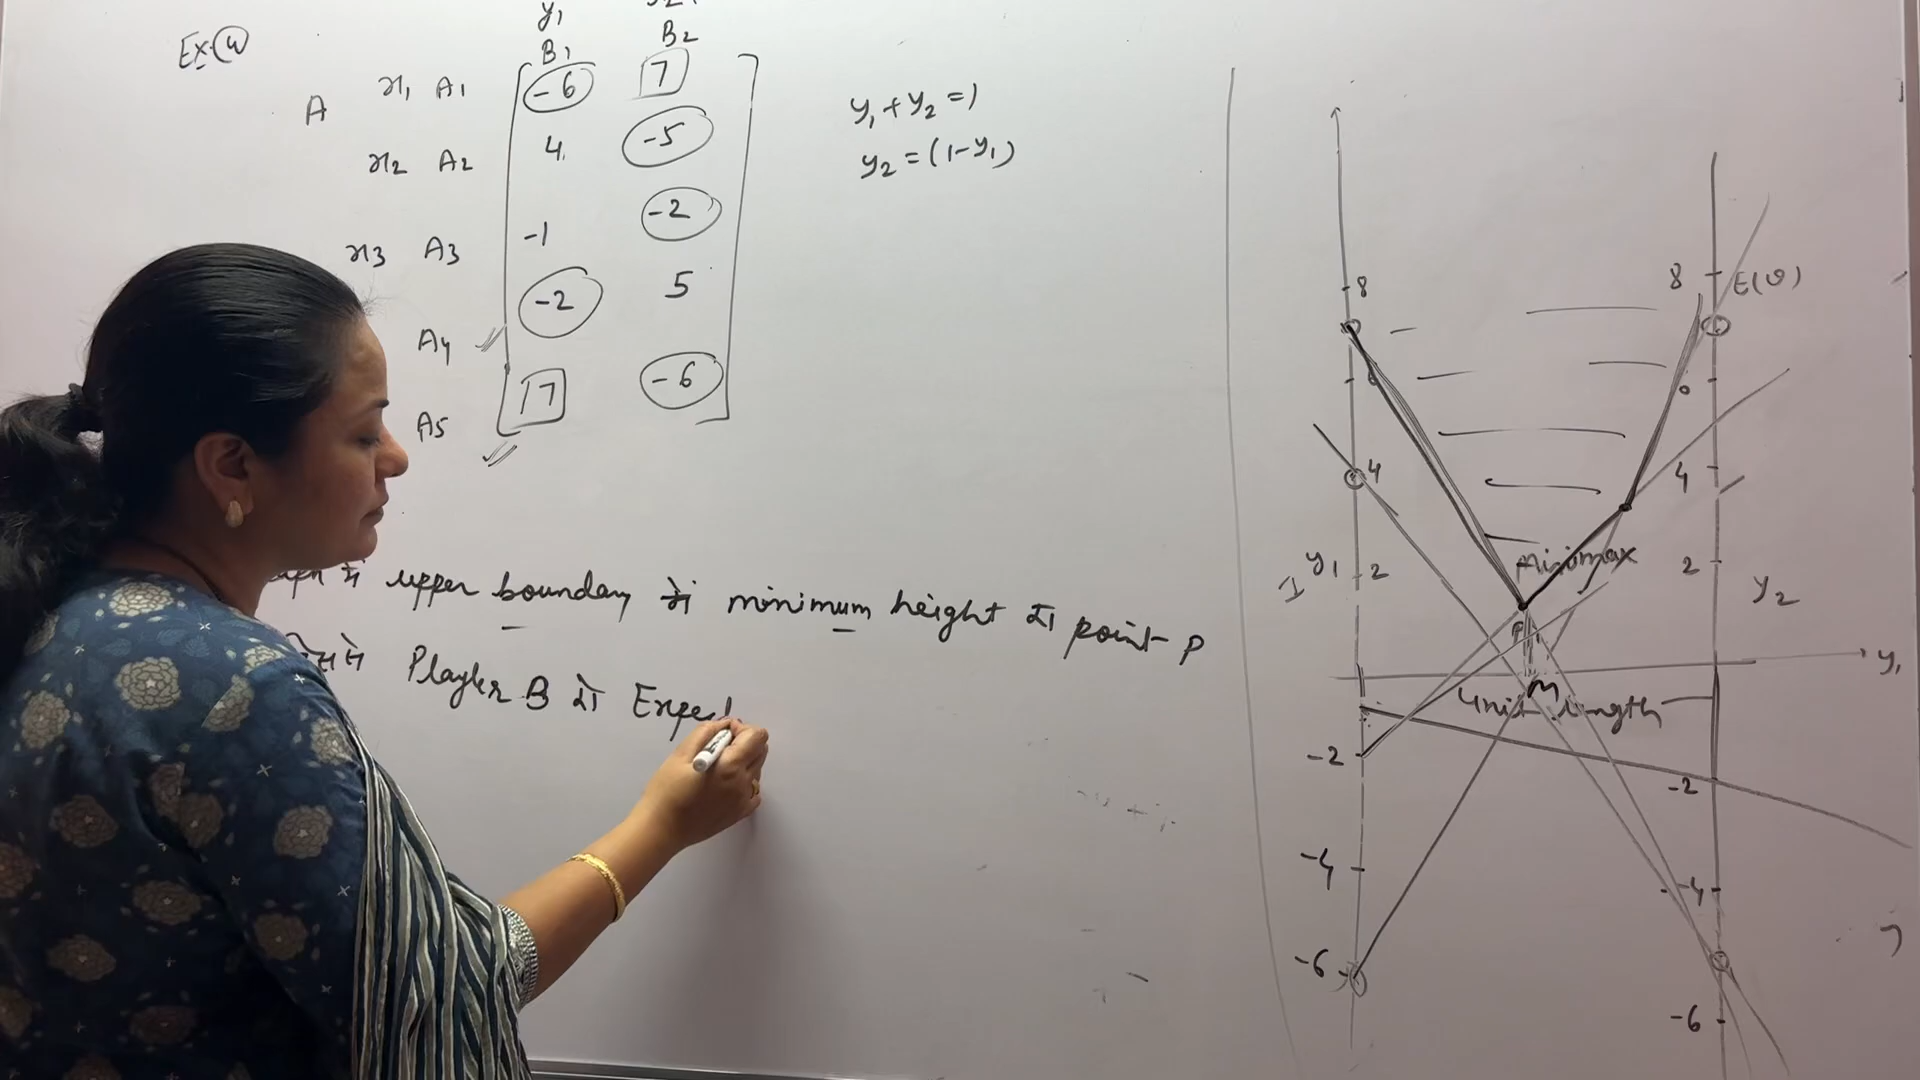 Ex. 4
y₁
B₁ B₂
A x₁ A₁ -6 7
x₂ A₂ 4 -5
x₃ A₃ -1 -2
A₄ -2 5
A₅ 7 -6
y₁ + y₂ = 1
y₂ = (1-y₁)
upper boundary के minimum height का point P
Player B का Expect
8 8 E(v)
6 6
4 4
Minimax
y₁ 2 2 y₂
P
y₁
M
Unit length
-2 -2
-4 -4
-6 -6